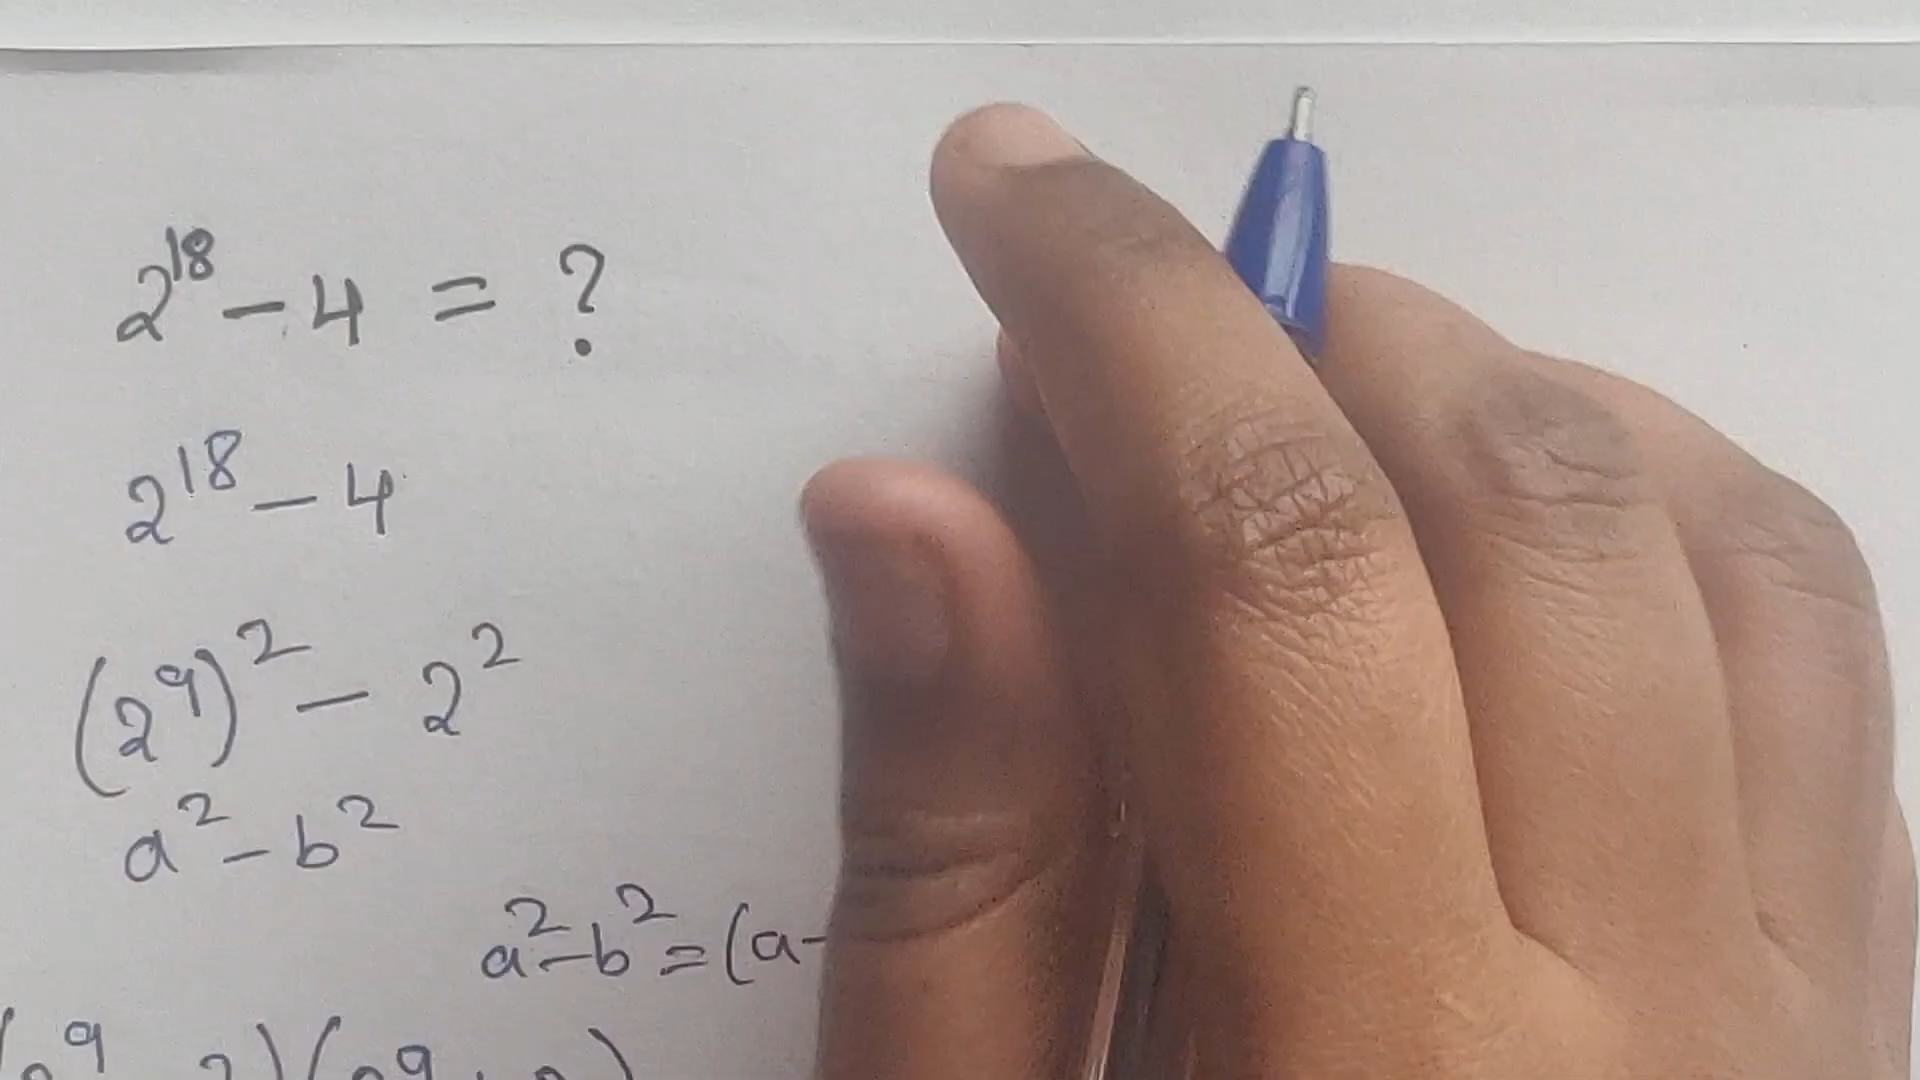 2^18 - 4 = ?
2^18 - 4
(2^9)^2 - 2^2
a^2 - b^2
a^2 - b^2 = (a-